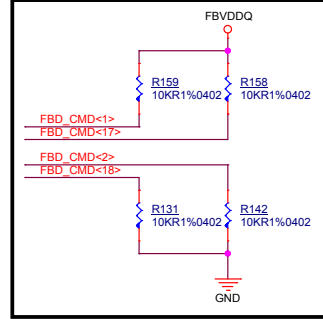 FBVDDQ
R159
10KR1%0402
R158
10KR1%0402
FBD_CMD<1>
FBD_CMD<17>
FBD_CMD<2>
FBD_CMD<18>
R131
10KR1%0402
R142
10KR1%0402
GND